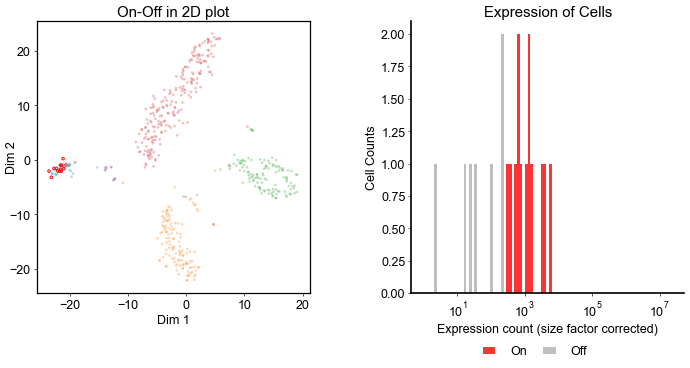 On-Off in 2D plot
20
10
0
−10
−20
Dim 2
−20 −10 0 10 20
Dim 1
Expression of Cells
2.00
1.75
1.50
1.25
1.00
0.75
0.50
0.25
0.00
Cell Counts
10^1 10^3 10^5 10^7
Expression count (size factor corrected)
On Off